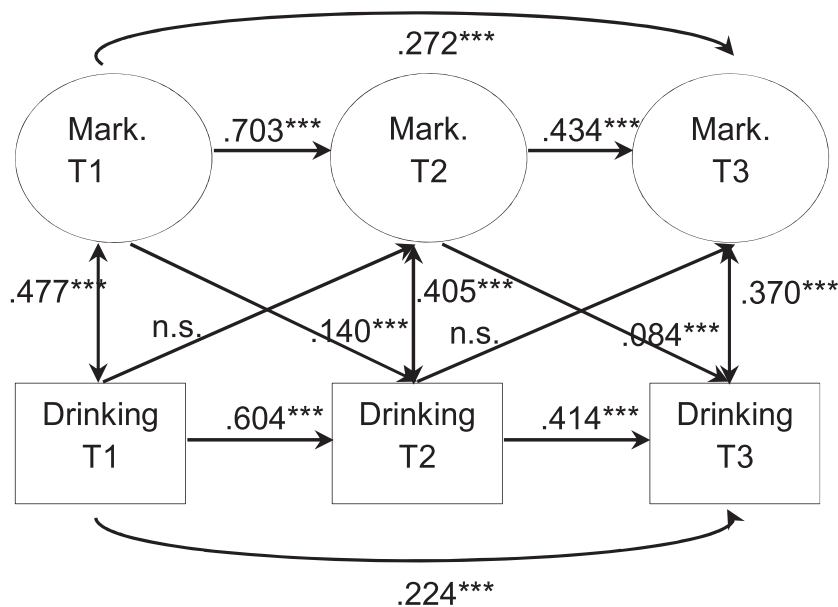 .272***
Mark.
T1
.703***
Mark.
T2
.434***
Mark.
T3
.477***
n.s.
.140***
.405***
n.s.
.084***
.370***
Drinking
T1
.604***
Drinking
T2
.414***
Drinking
T3
.224***